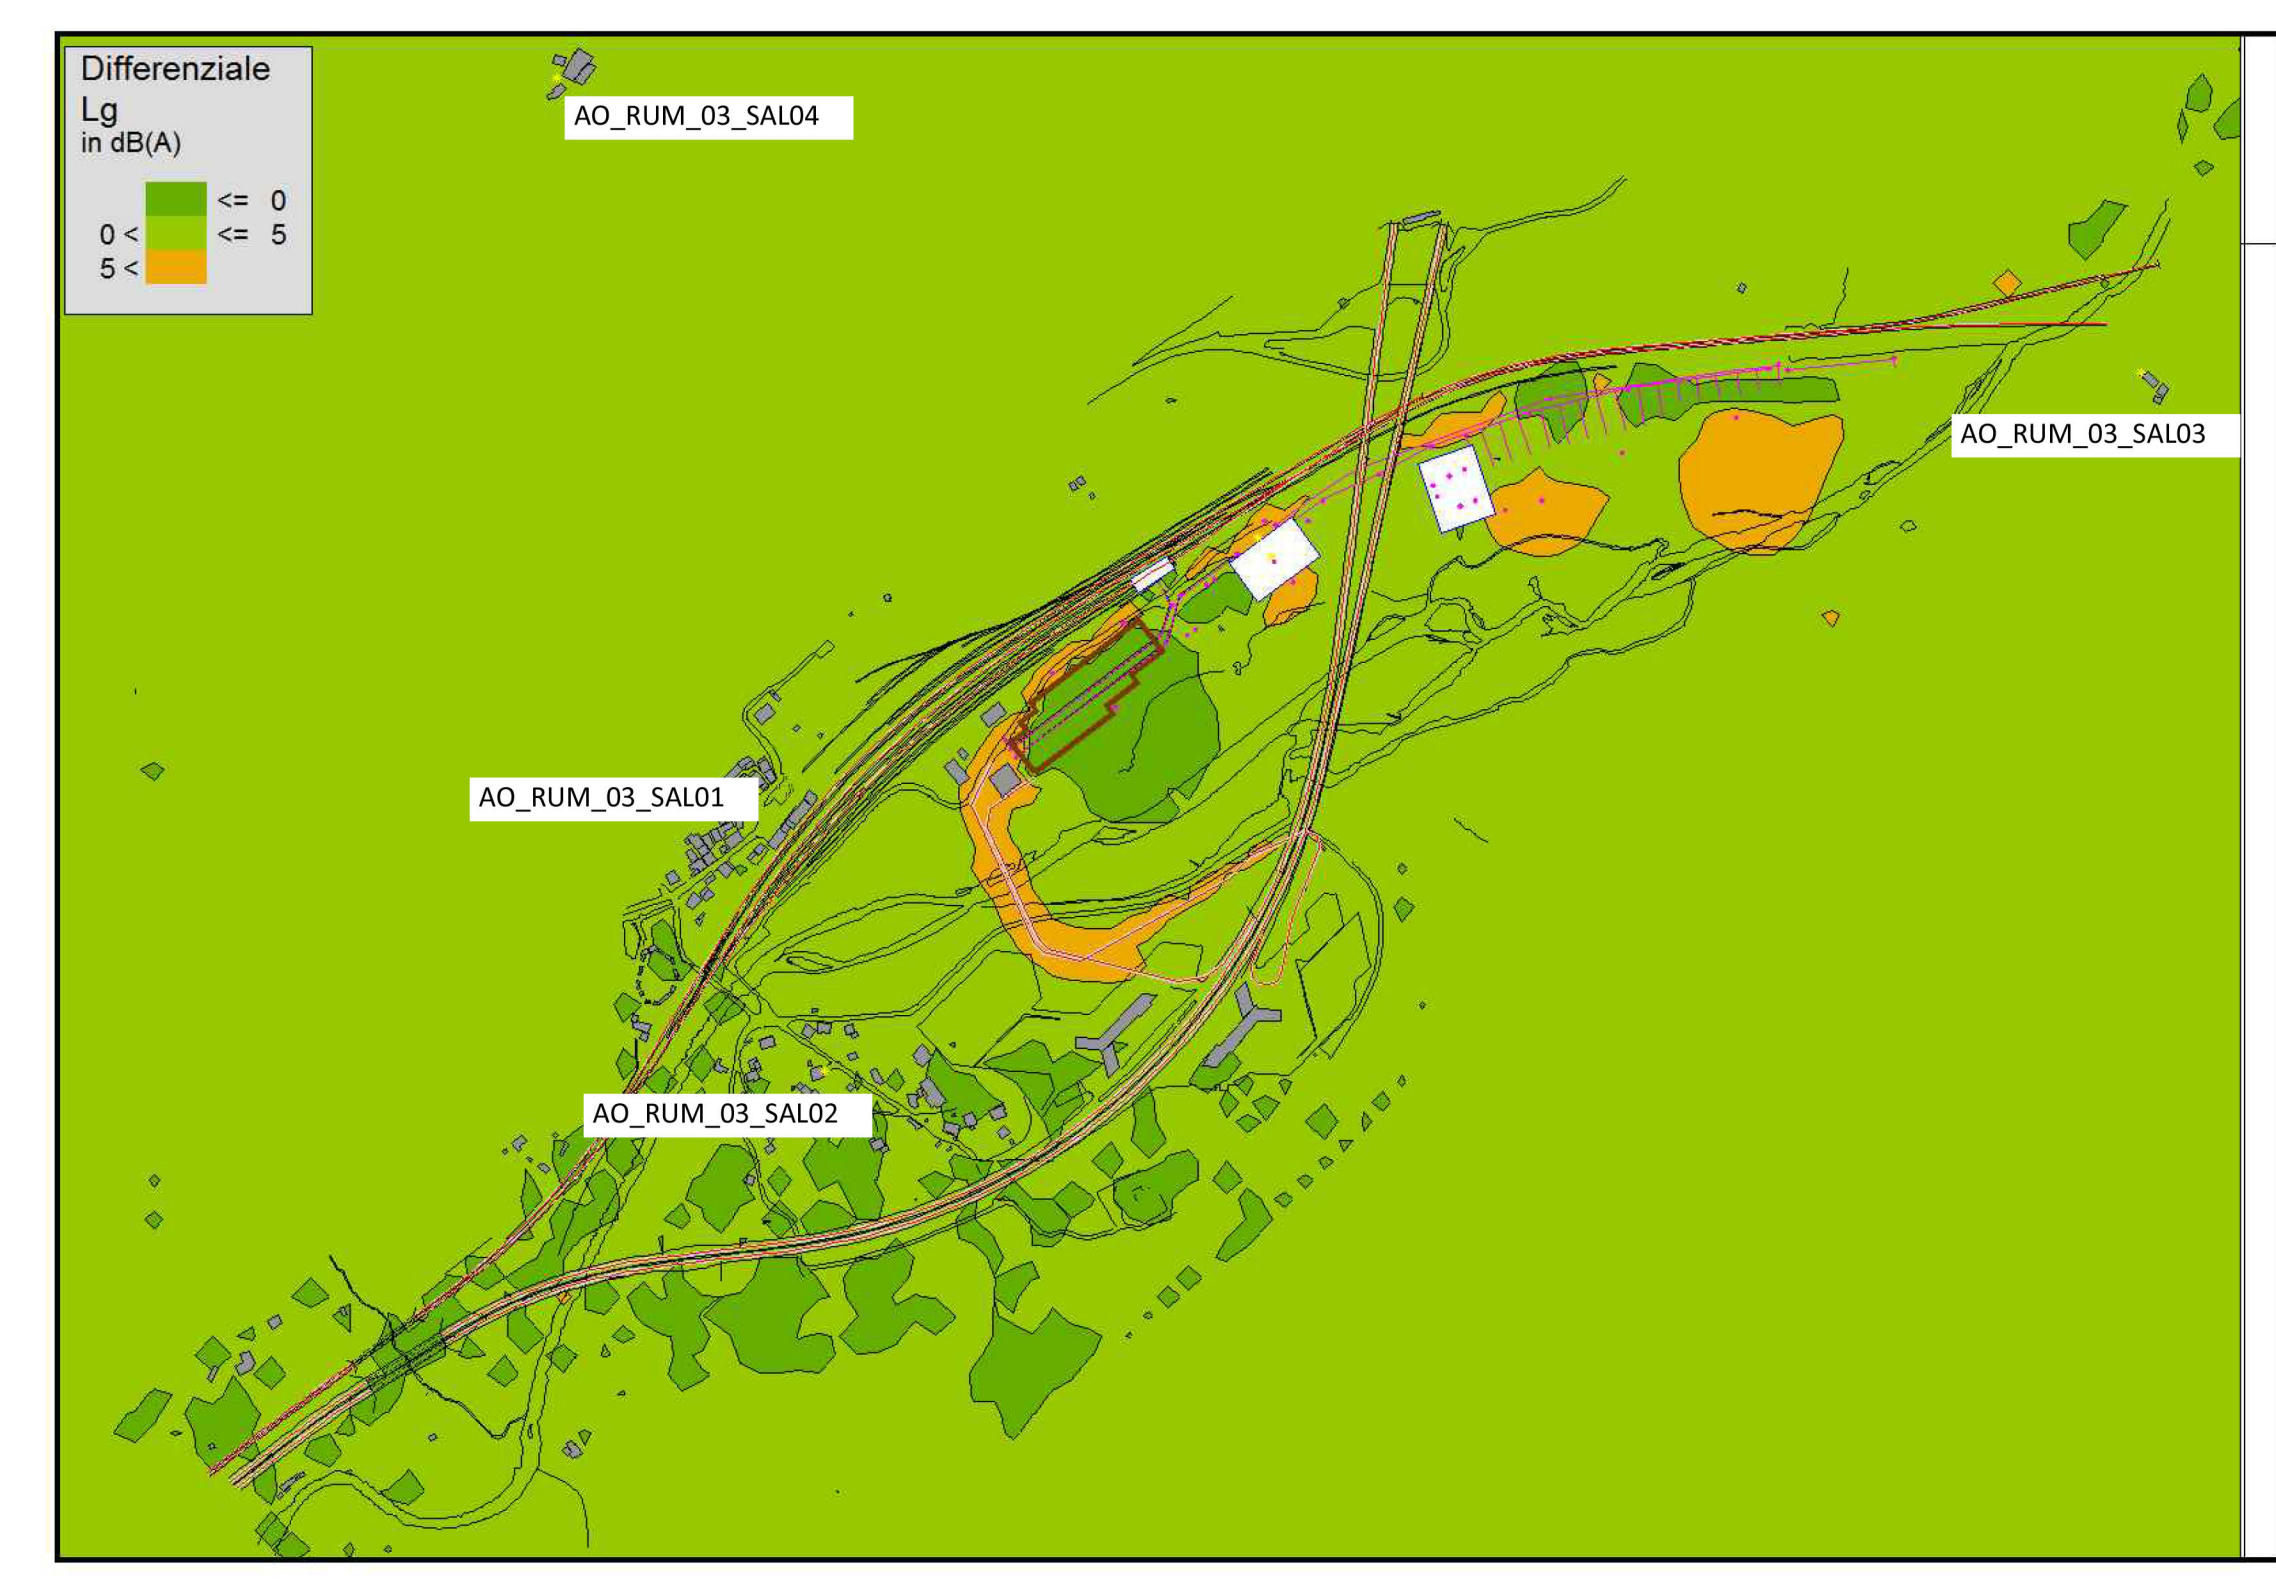 Differenziale
Lg
in dB(A)
<= 0
0 < <= 5
5 <
AO_RUM_03_SAL04
AO_RUM_03_SAL03
AO_RUM_03_SAL01
AO_RUM_03_SAL02